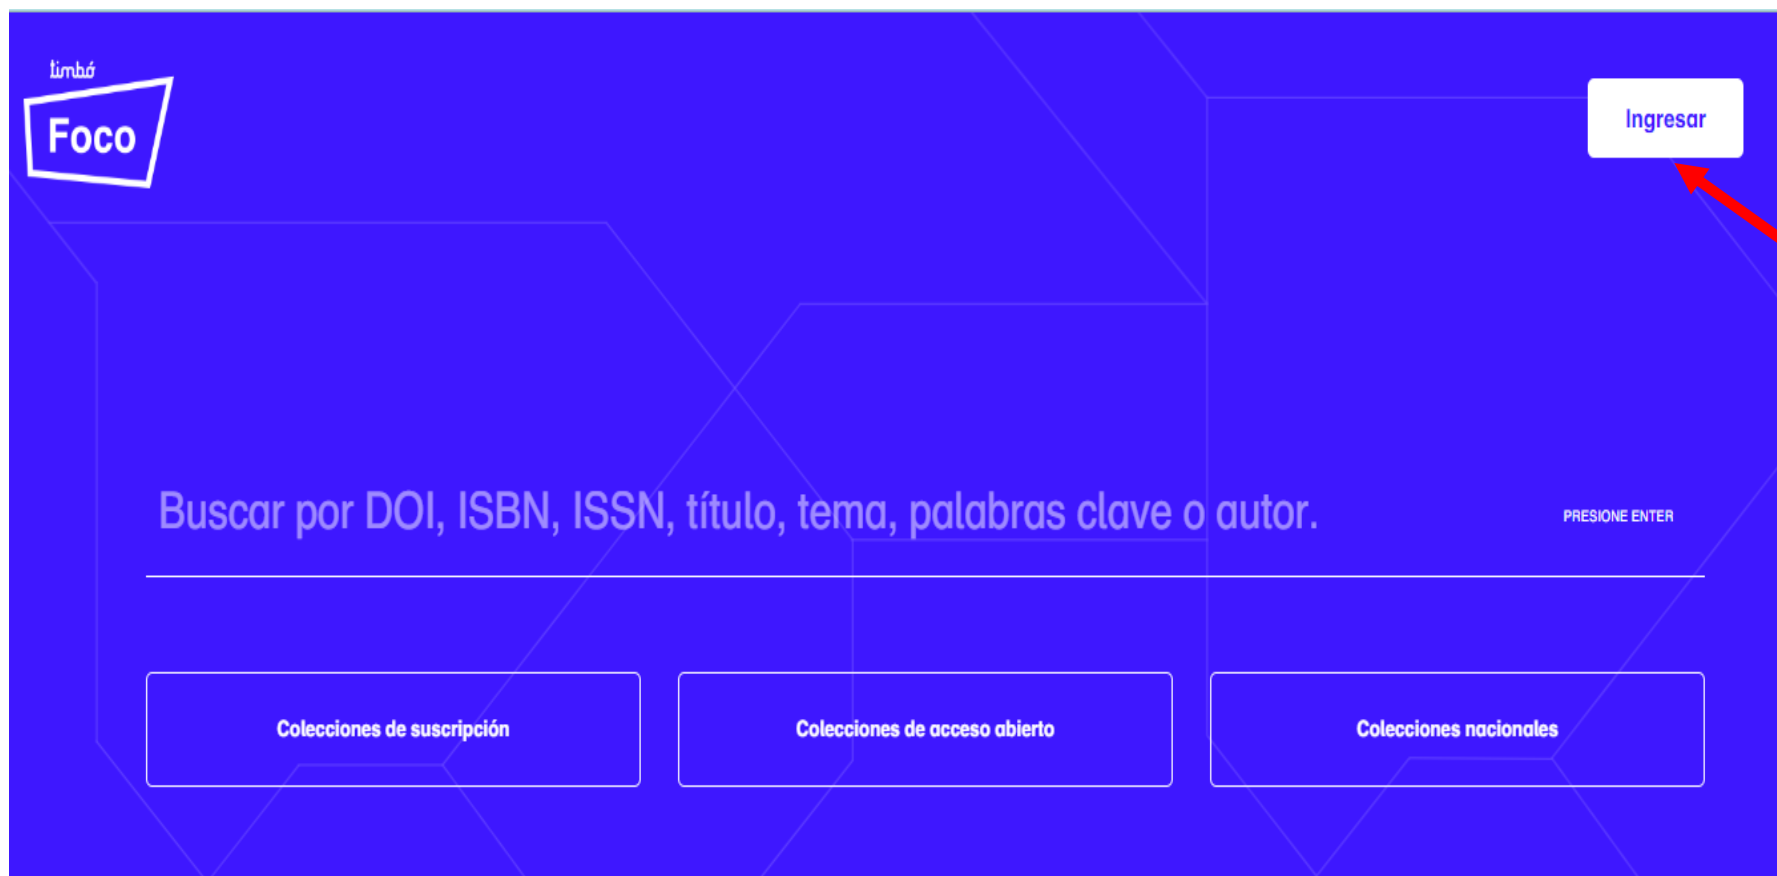 timbó
Foco
Ingresar
Buscar por DOI, ISBN, ISSN, título, tema, palabras clave o autor.
PRESIONE ENTER
Colecciones de suscripción
Colecciones de acceso abierto
Colecciones nacionales